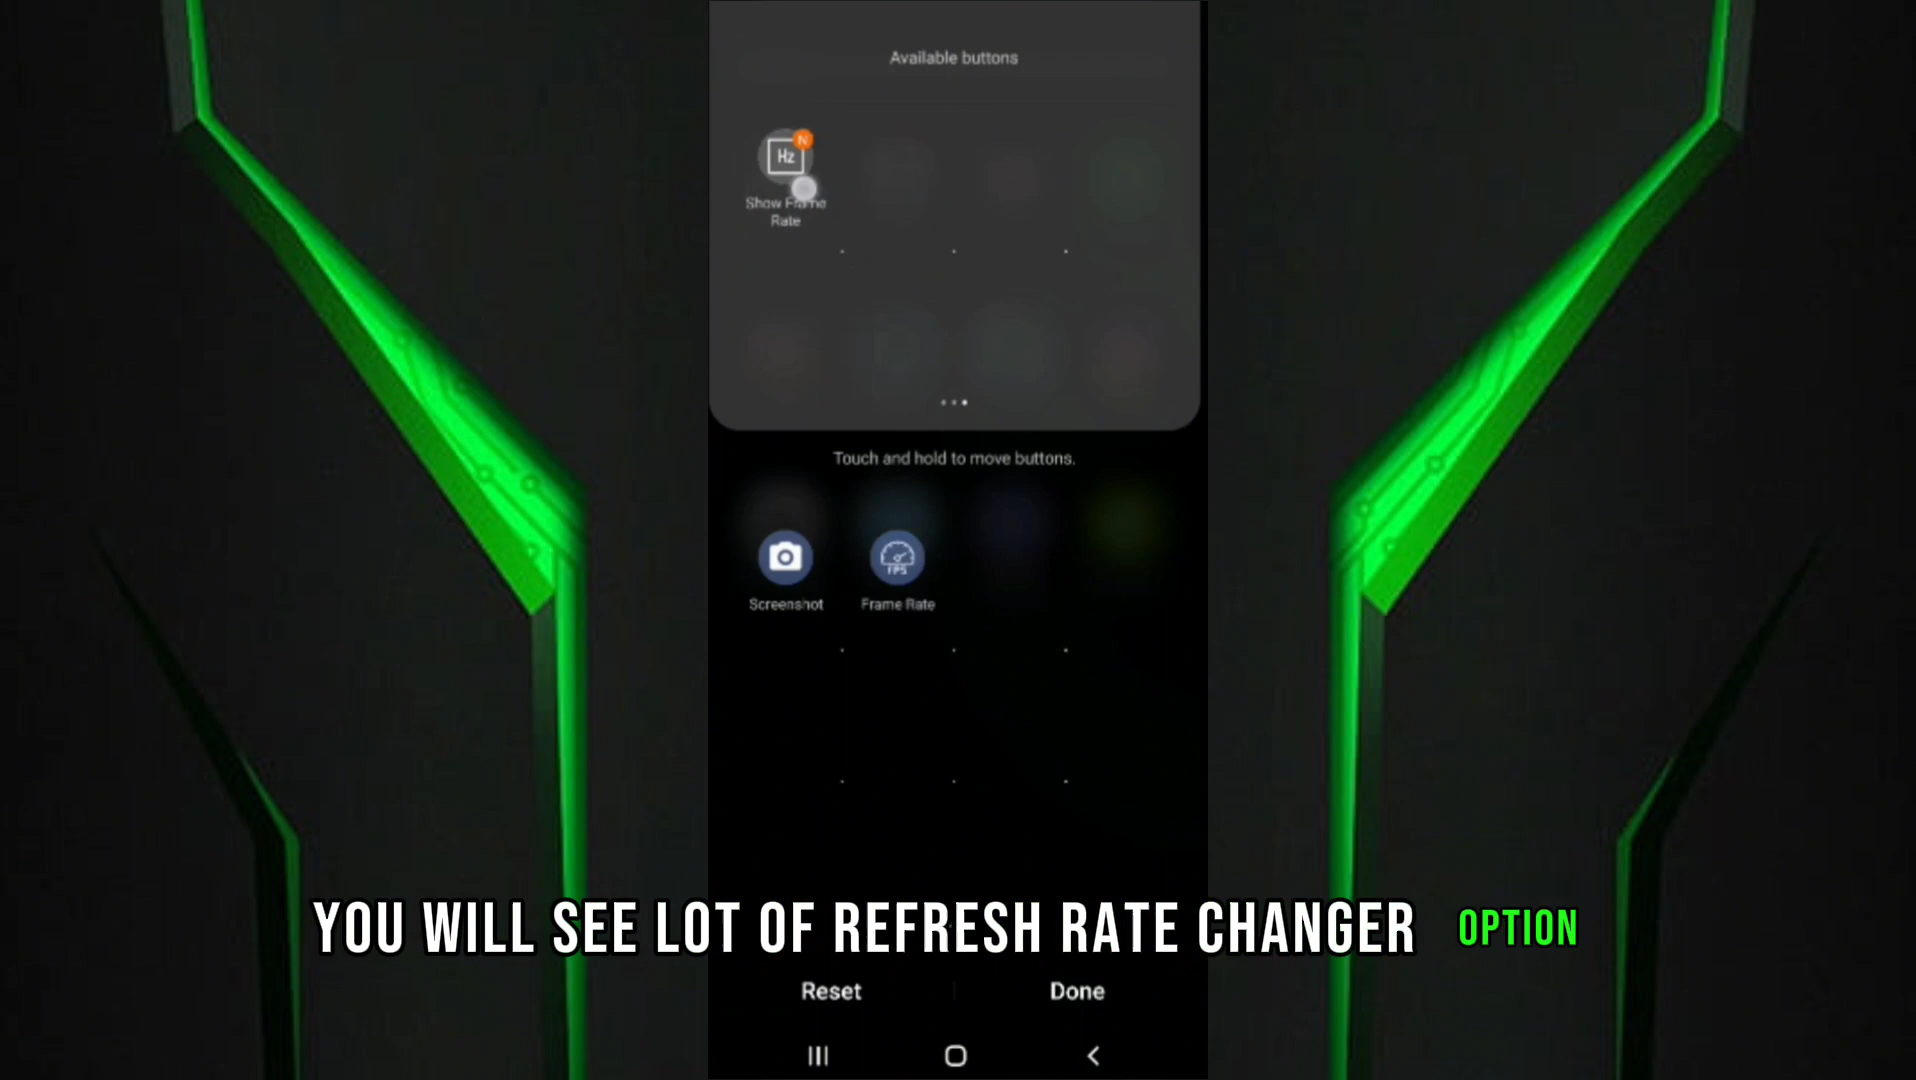 Available buttons
N
Hz
Show Frame
Rate
Touch and hold to move buttons.
FPS
Screenshot
Frame Rate
YOU WILL SEE LOT OF REFRESH RATE CHANGER OPTION
Reset
Done